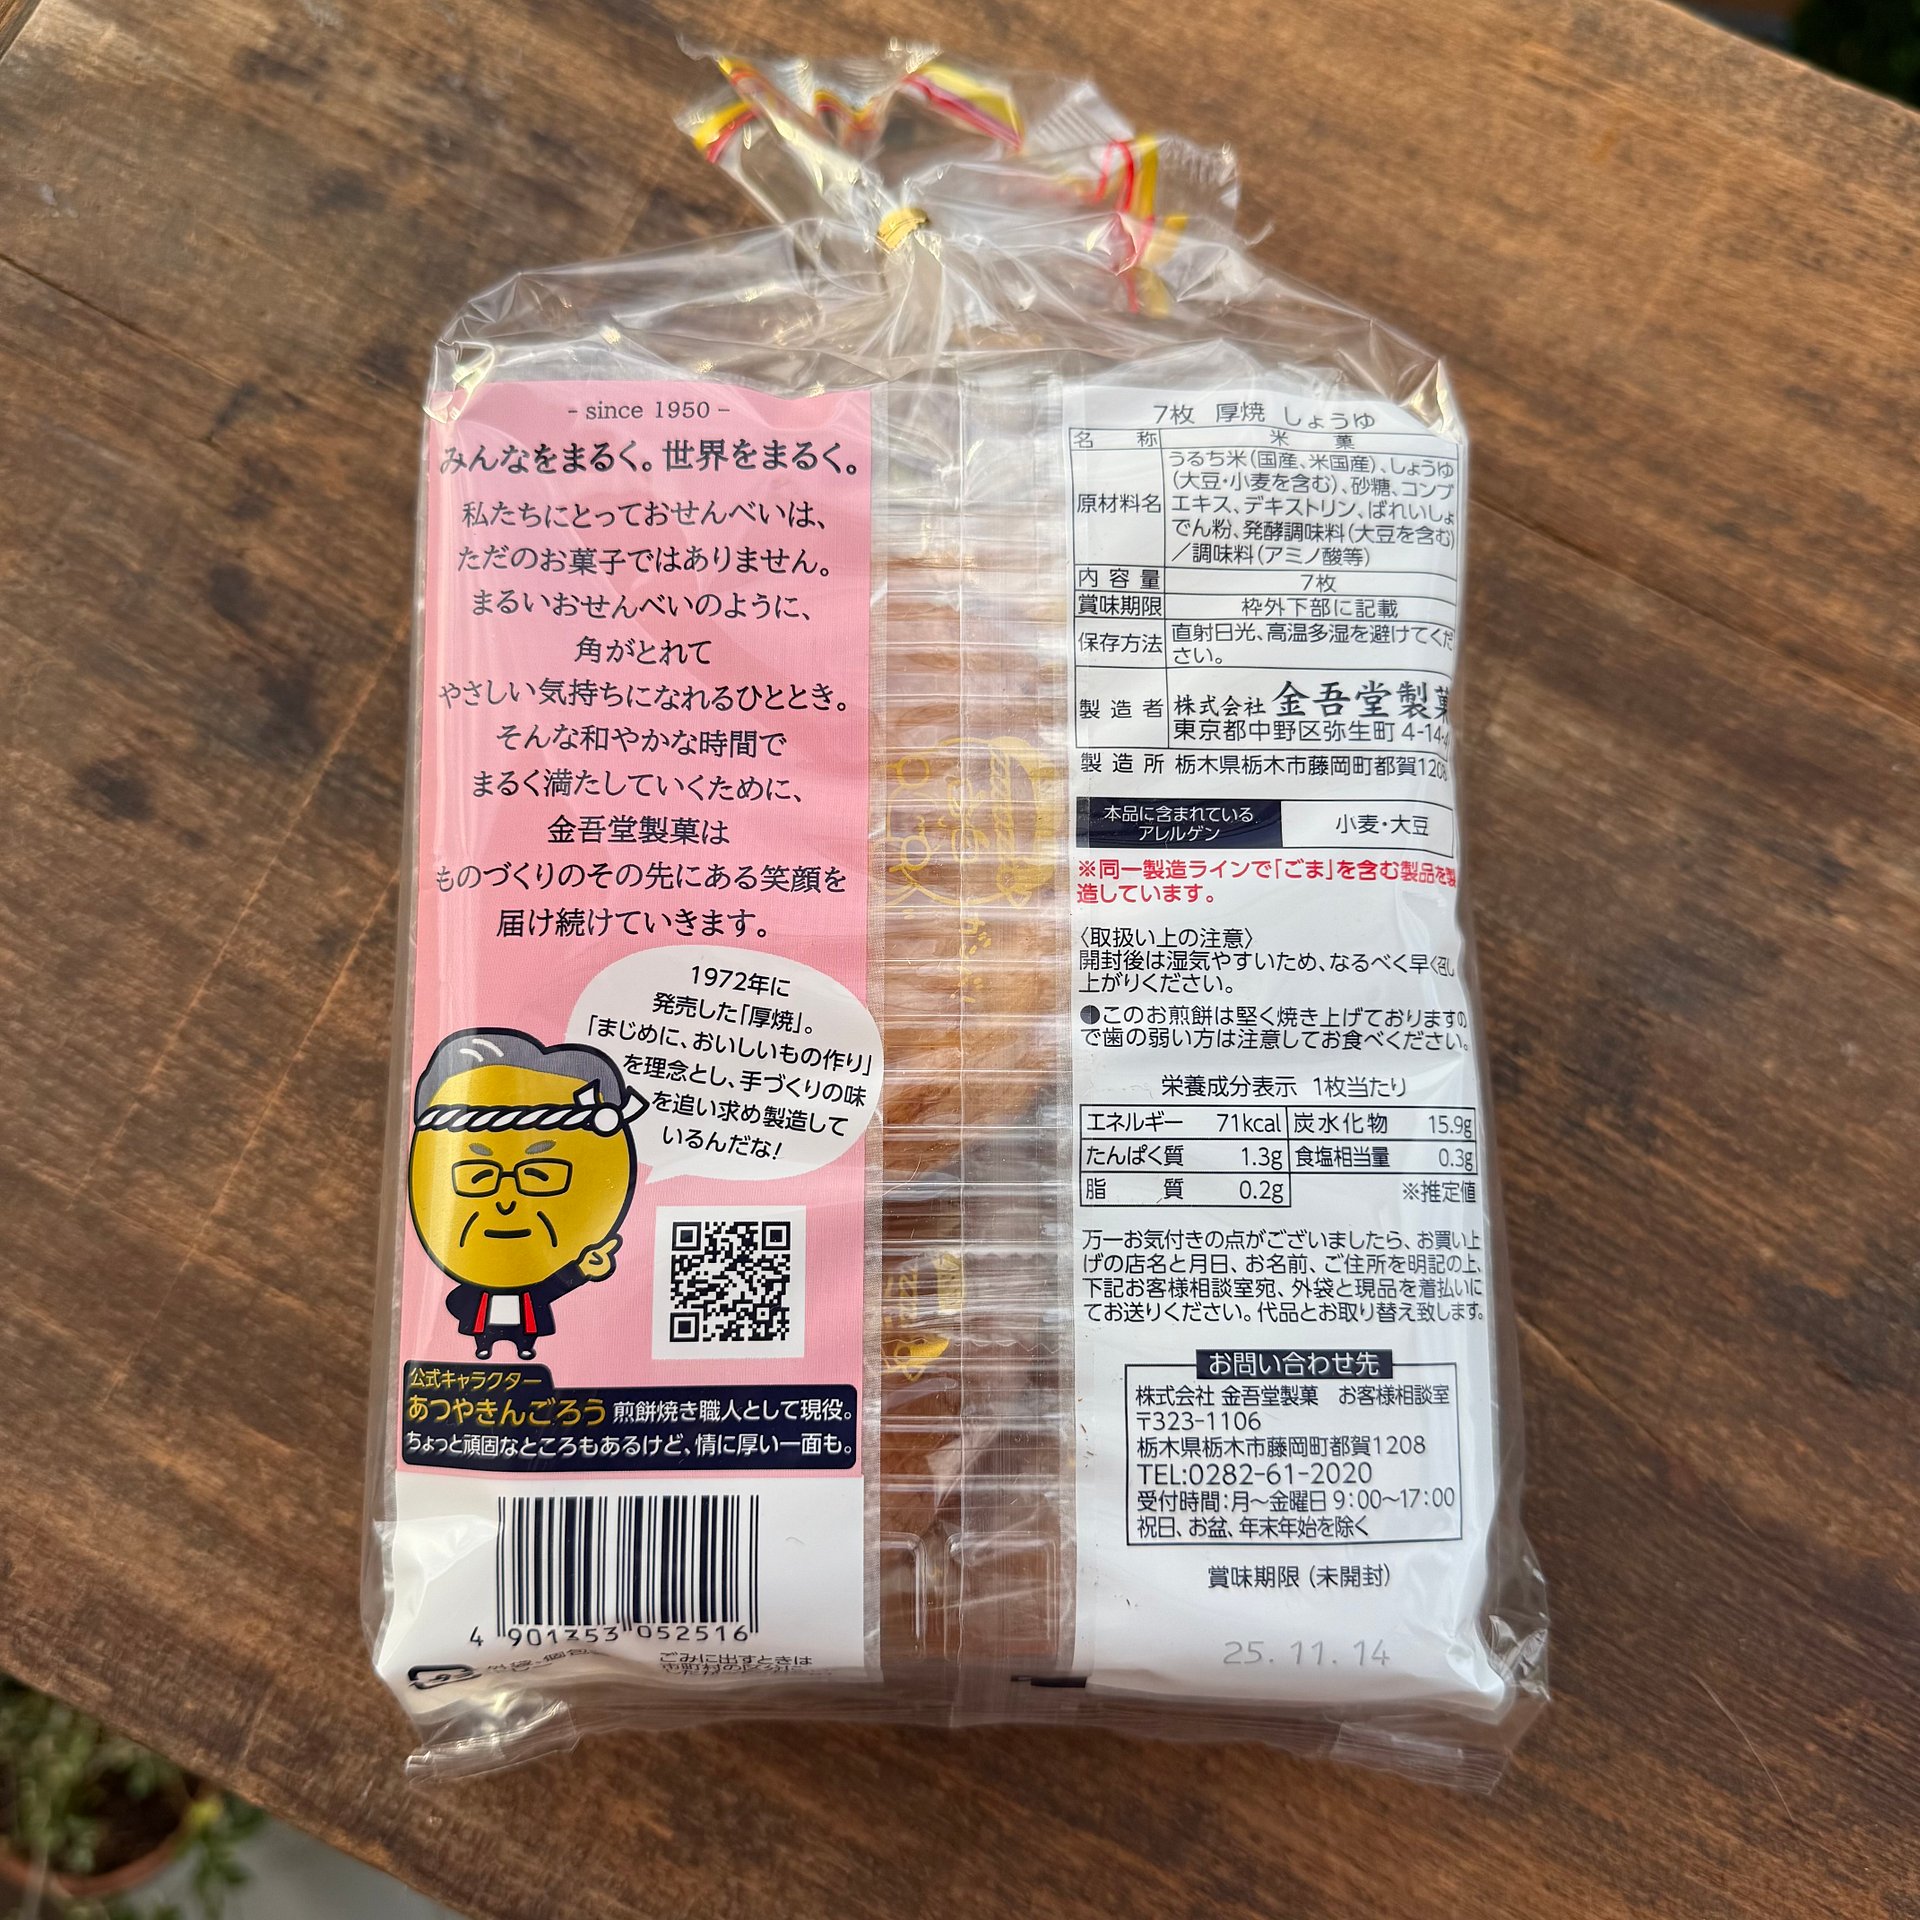 - since 1950 -
みんなをまるく。世界をまるく。
私たちにとっておせんべいは、
ただのお菓子ではありません。
まるいおせんべいのように、
角がとれて
やさしい気持ちになれるひととき。
そんな和やかな時間で
まるく満たしていくために、
金吾堂製菓は
ものづくりのその先にある笑顔を
届け続けていきます。
1972年に
発売した「厚焼」。
「まじめに、おいしいもの作り」
を理念とし、手づくりの味
を追い求め製造して
いるんだな!
公式キャラクター
あつやきんごろう 煎餅焼き職人として現役。
ちょっと頑固なところもあるけど、情に厚い一面も。
4 901353 052516
ごみに出すときは
7枚 厚焼 しょうゆ
名称 米菓
原材料名 うるち米(国産、米国産)、しょうゆ
(大豆・小麦を含む)、砂糖、コンブ
エキス、デキストリン、ばれいしょ
でん粉、発酵調味料(大豆を含む)
/調味料(アミノ酸等)
内容量 7枚
賞味期限 枠外下部に記載
保存方法 直射日光、高温多湿を避けてくだ
さい。
製造者 株式会社 金吾堂製菓
東京都中野区弥生町 4-14-4
製造所 栃木県栃木市藤岡町都賀1208
本品に含まれている
アレルゲン 小麦・大豆
※同一製造ラインで「ごま」を含む製品を製
造しています。
〈取扱い上の注意〉
開封後は湿気やすいため、なるべく早く召し
上がりください。
●このお煎餅は堅く焼き上げておりますの
で歯の弱い方は注意してお食べください。
栄養成分表示 1枚当たり
エネルギー 71kcal 炭水化物 15.9g
たんぱく質 1.3g 食塩相当量 0.3g
脂質 0.2g ※推定値
万一お気付きの点がございましたら、お買い上
げの店名と月日、お名前、ご住所を明記の上、
下記お客様相談室宛、外袋と現品を着払いに
てお送りください。代品とお取り替え致します。
お問い合わせ先
株式会社 金吾堂製菓 お客様相談室
〒323-1106
栃木県栃木市藤岡町都賀1208
TEL:0282-61-2020
受付時間:月~金曜日 9:00~17:00
祝日、お盆、年末年始を除く
賞味期限 (未開封)
25.11.14